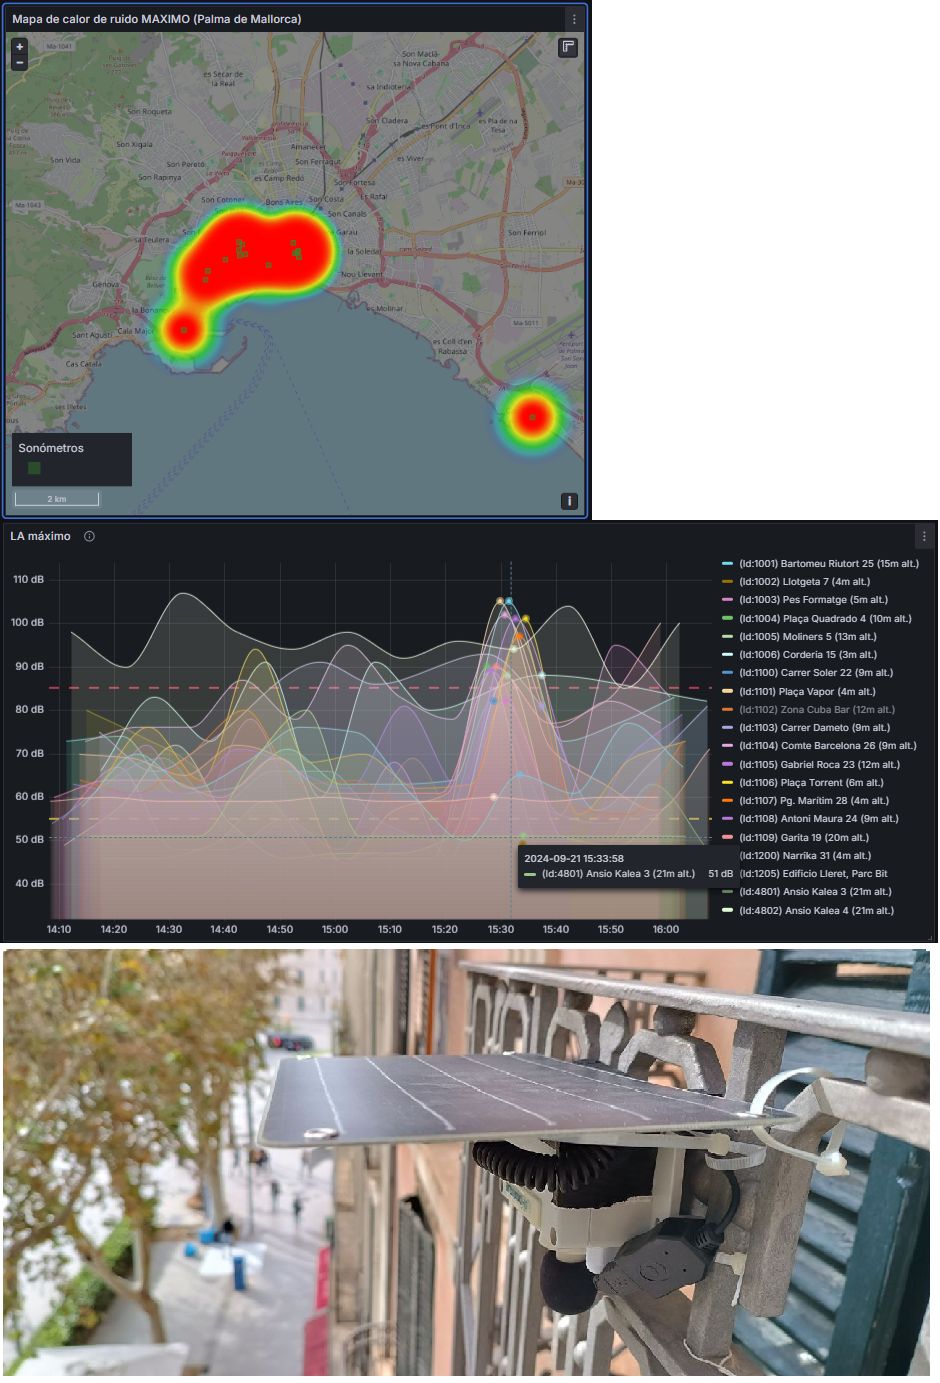 Mapa de calor de ruido MAXIMO (Palma de Mallorca)
Ma-1041
Son Macià
sa Nova Cabana
es Secar de
la Real
sa Indioteria
Son Roqueta
Son Cladera
es Pont d'Inca
es Pla de na
Tesa
Son Xigala
Amanecer
Son Vida
Son Peretó
Son Ferragut
es Viver
Son Rapinya
es Camp Redó
Son Fortesa
Ma-30
Ma-1043
Son Cotoner
Bons Aires
Son Costa
Es Rafal
Son Canals
sa Teulera
Garau
Son Ferriol
la Soledat
Nou Llevant
Gènova
la Bonanova
es Molinar
Sant Agustí
Cala Major
Ma-5011
es Coll d'en
Rabassa
Cas Català
ses Illetes
Sonómetros
2 km
LA máximo
110 dB
100 dB
90 dB
80 dB
70 dB
60 dB
50 dB
40 dB
14:10 14:20 14:30 14:40 14:50 15:00 15:10 15:20 15:30 15:40 15:50 16:00
2024-09-21 15:33:58
(Id:4801) Ansio Kalea 3 (21m alt.) 51 dB
(Id:1001) Bartomeu Riutort 25 (15m alt.)
(Id:1002) Llotgeta 7 (4m alt.)
(Id:1003) Pes Formatge (5m alt.)
(Id:1004) Plaça Quadrado 4 (10m alt.)
(Id:1005) Moliners 5 (13m alt.)
(Id:1006) Corderia 15 (3m alt.)
(Id:1100) Carrer Soler 22 (9m alt.)
(Id:1101) Plaça Vapor (4m alt.)
(Id:1102) Zona Cuba Bar (12m alt.)
(Id:1103) Carrer Dameto (9m alt.)
(Id:1104) Comte Barcelona 26 (9m alt.)
(Id:1105) Gabriel Roca 23 (12m alt.)
(Id:1106) Plaça Torrent (6m alt.)
(Id:1107) Pg. Marítim 28 (4m alt.)
(Id:1108) Antoni Maura 24 (9m alt.)
(Id:1109) Garita 19 (20m alt.)
(Id:1200) Narrika 31 (4m alt.)
(Id:1205) Edificio Lleret, Parc Bit
(Id:4801) Ansio Kalea 3 (21m alt.)
(Id:4802) Ansio Kalea 4 (21m alt.)